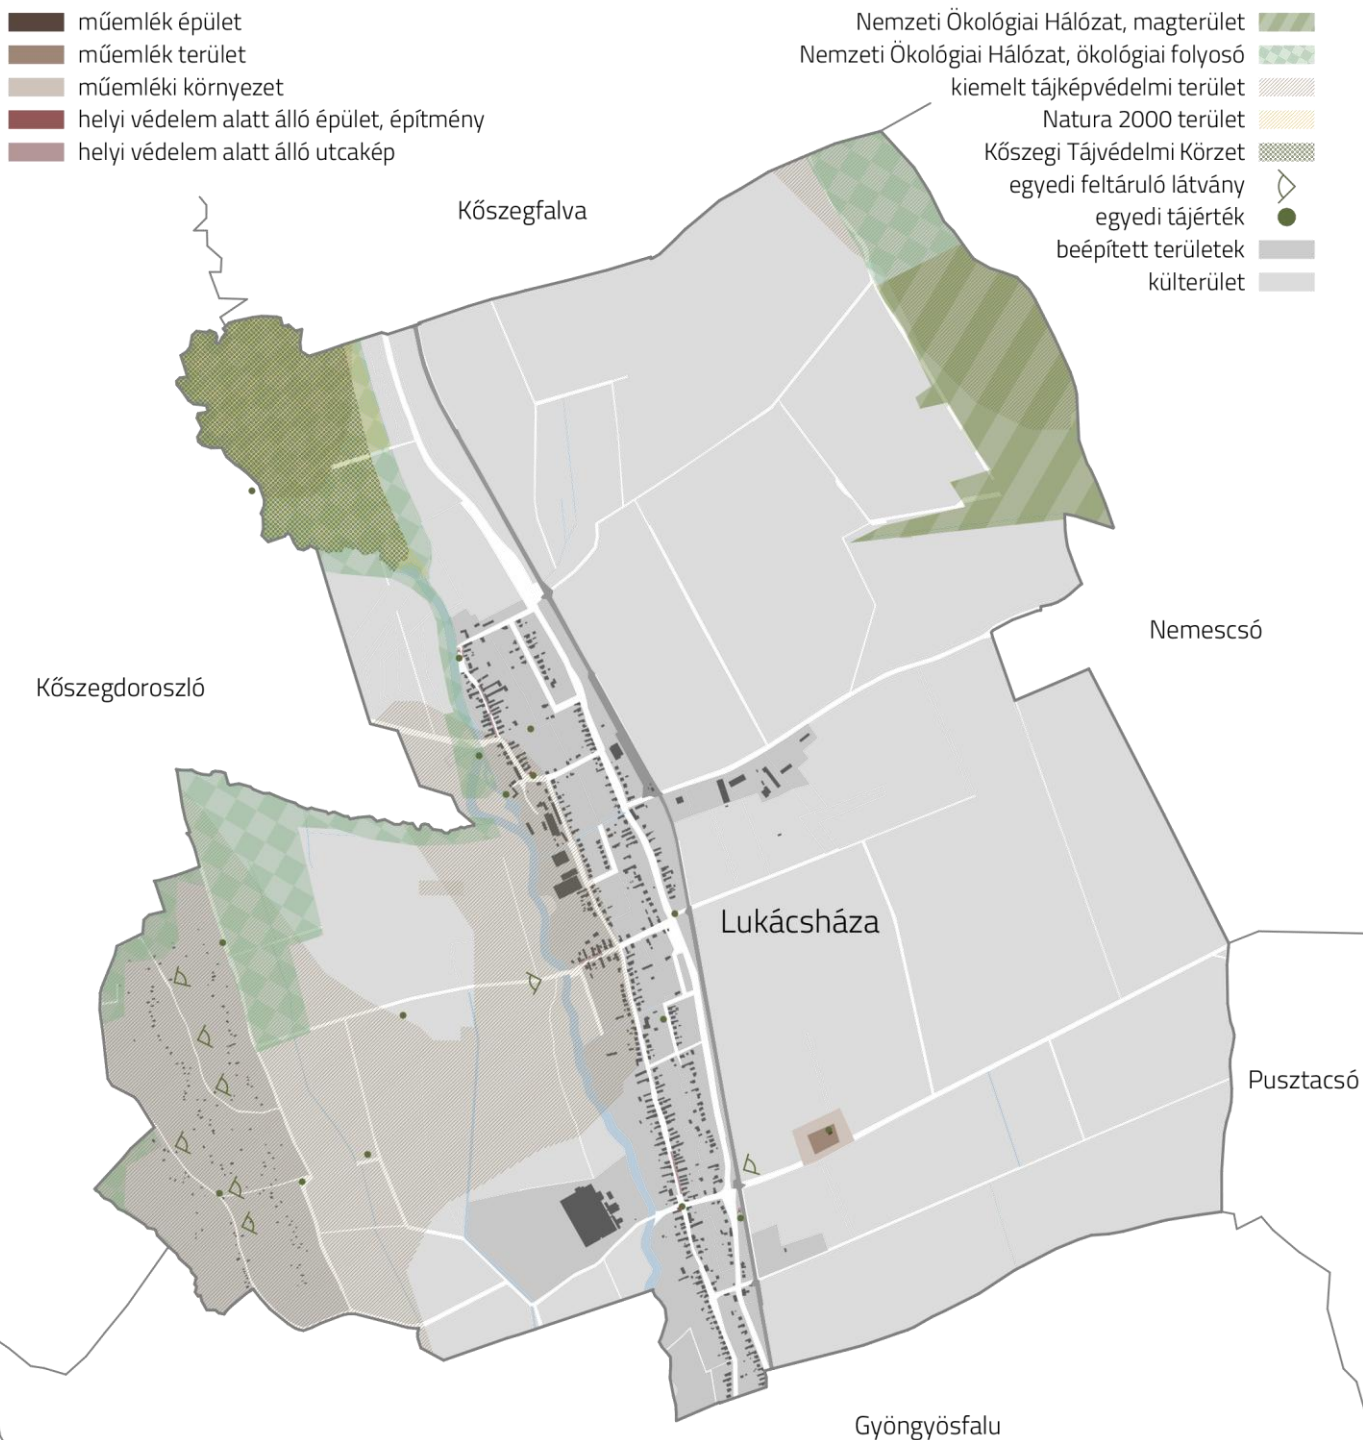 műemlék épület
műemlék terület
műemléki környezet
helyi védelem alatt álló épület, építmény
helyi védelem alatt álló utcakép
Nemzeti Ökológiai Hálózat, magterület
Nemzeti Ökológiai Hálózat, ökológiai folyosó
kiemelt tájképvédelmi terület
Natura 2000 terület
Kőszegi Tájvédelmi Körzet
egyedi feltáruló látvány
egyedi tájérték
beépített területek
külterület
Kőszegfalva
Nemescsó
Kőszegdoroszló
Lukácsháza
Pusztacsó
Gyöngyösfalu